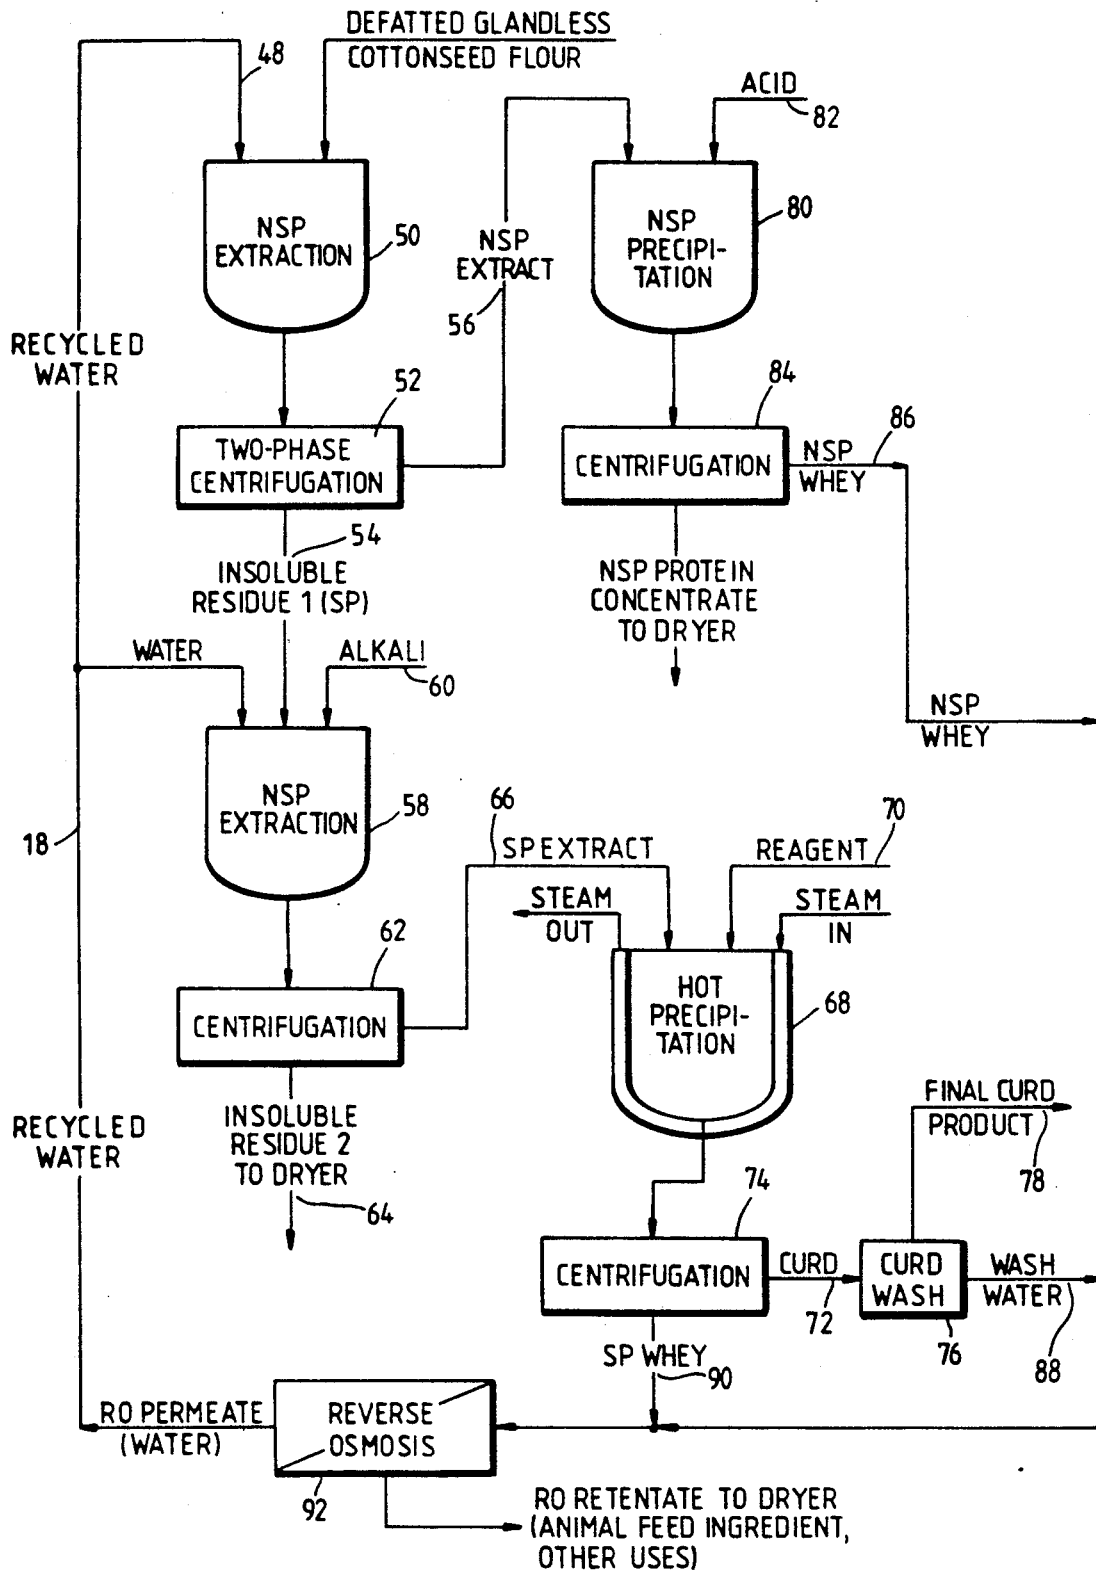 DEFATTED GLANDLESS
COTTONSEED FLOUR
48
ACID
82
NSP
EXTRACTION
50
NSP
EXTRACT
56
NSP
PRECIPI-
TATION
80
RECYCLED
WATER
52
TWO-PHASE
CENTRIFUGATION
84
CENTRIFUGATION
86
NSP
WHEY
54
INSOLUBLE
RESIDUE 1 (SP)
NSP PROTEIN
CONCENTRATE
TO DRYER
WATER
ALKALI
60
NSP
WHEY
NSP
EXTRACTION
58
18
66
SP EXTRACT
70
REAGENT
STEAM
OUT
STEAM
IN
62
CENTRIFUGATION
HOT
PRECIPI-
TATION
68
RECYCLED
WATER
INSOLUBLE
RESIDUE 2
TO DRYER
64
FINAL CURD
PRODUCT
78
74
CENTRIFUGATION
CURD
72
CURD
WASH
76
WASH
WATER
88
SP WHEY
90
RO PERMEATE
(WATER)
REVERSE
OSMOSIS
92
RO RETENTATE TO DRYER
(ANIMAL FEED INGREDIENT,
OTHER USES)